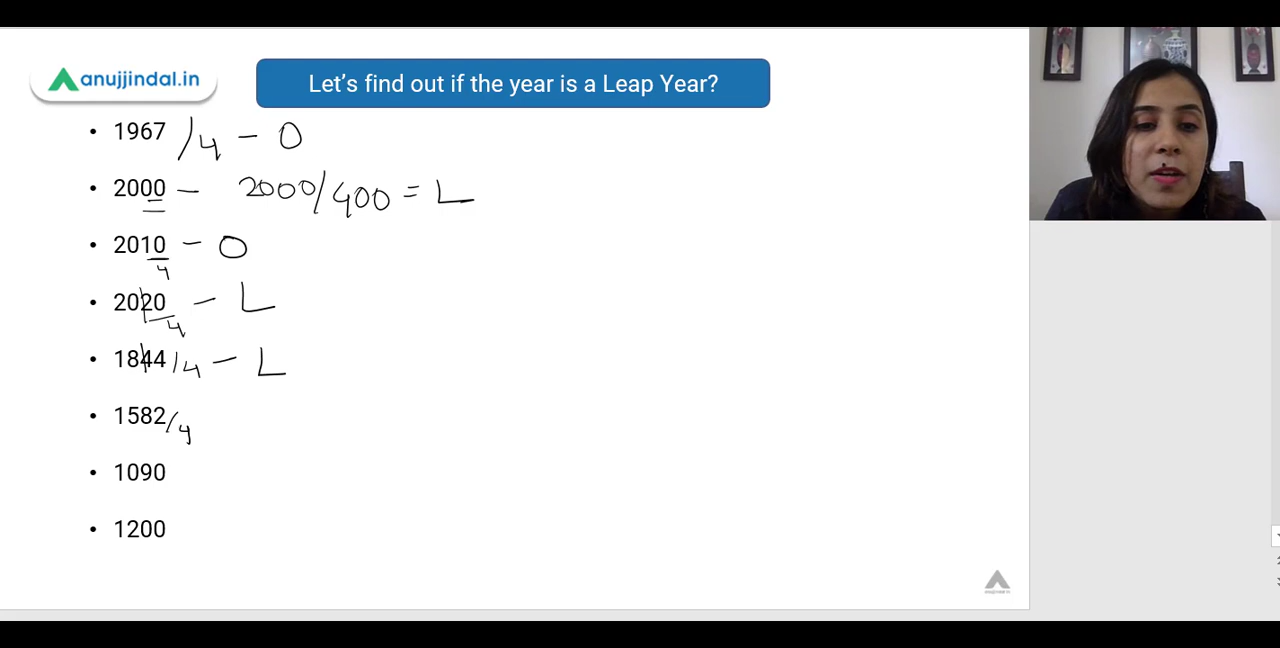 anujjindal.in
Let's find out if the year is a Leap Year?
• 1967 /4 - O
• 2000 - 2000/400 = L
• 2010 - O
4
• 2020 - L
4
• 1844 /4 - L
• 1582/4
• 1090
• 1200